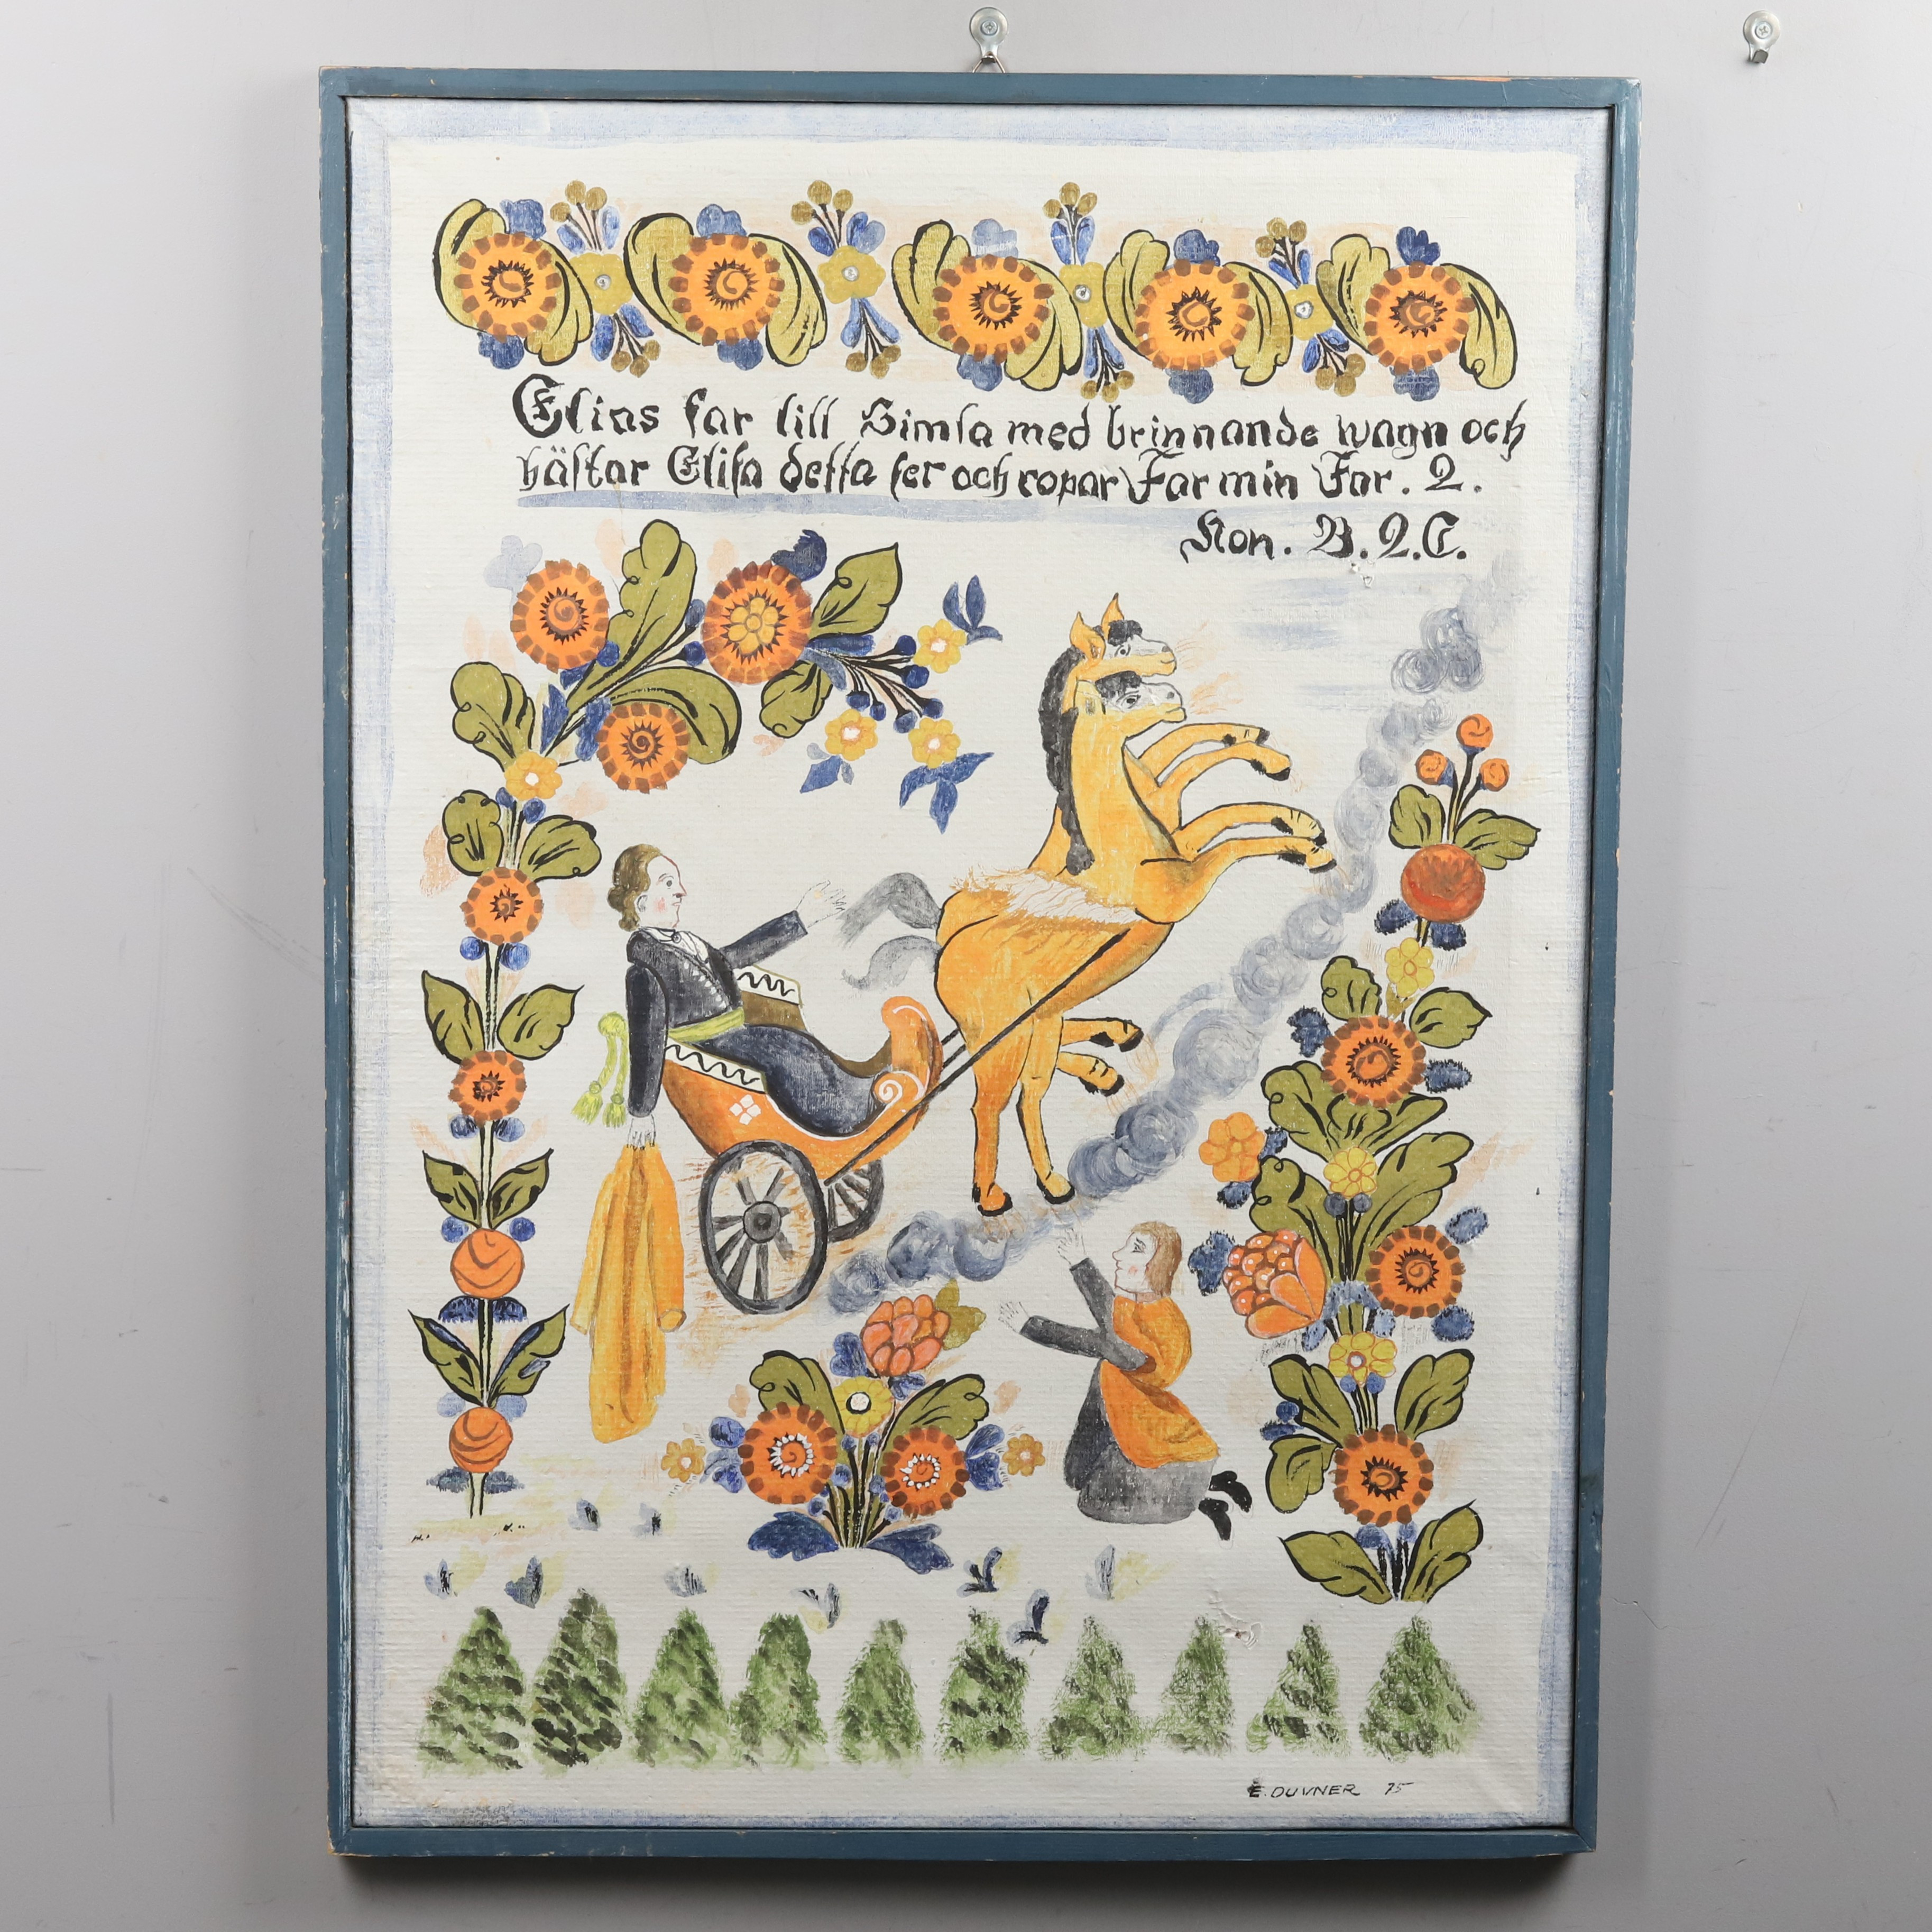 Elias far till Himla med brinnande wagn och
häſtar Eliſa detta ſer och ropar Far min Far. 2.
Kon. B. 2. C.
E. DUVNER 75